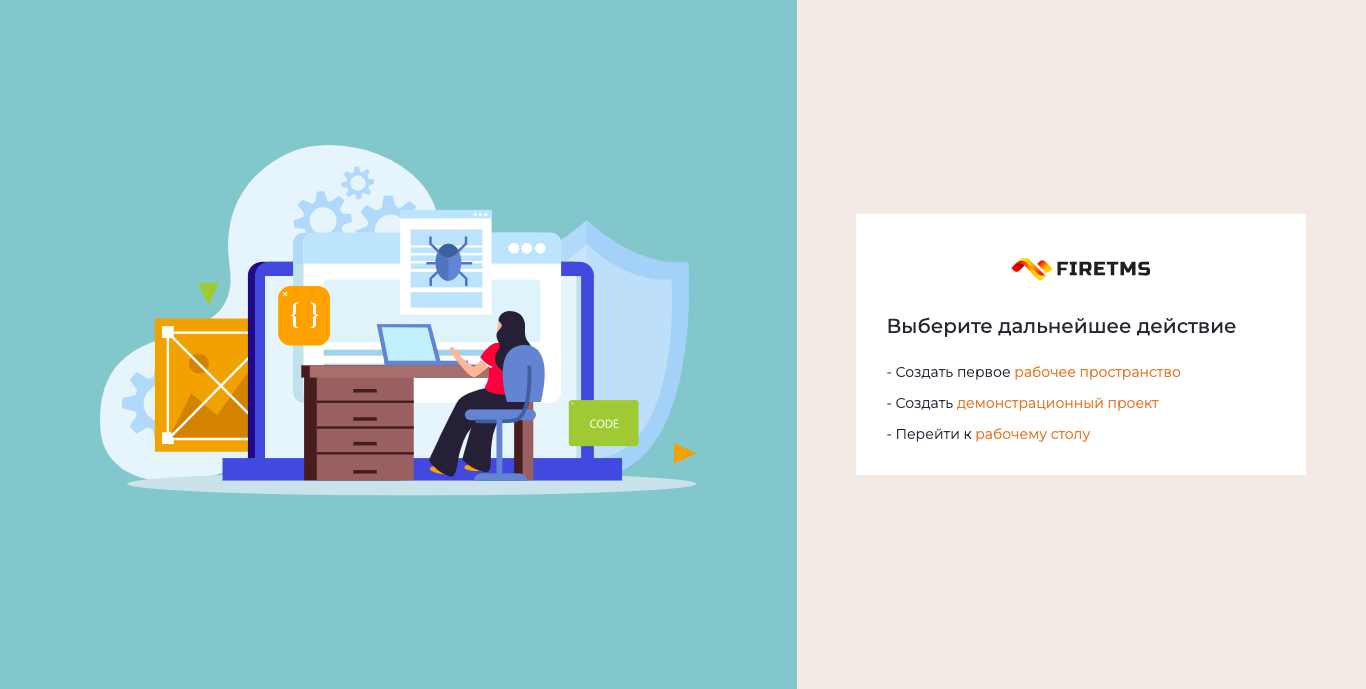 { }
CODE
FIRETMS
Выберите дальнейшее действие
- Создать первое рабочее пространство
- Создать демонстрационный проект
- Перейти к рабочему столу